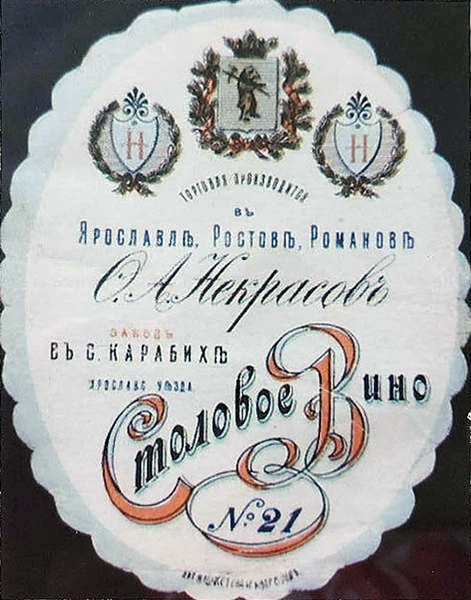 Н
Н
ТОРГОВЛЯ ПРОИЗВОДИТСЯ
въ
ЯРОСЛАВЛѢ, РОСТОВѢ, РОМАНОВѢ
О.А.Некрасовъ
ЗАВОДЪ
ВЪ С. КАРАБИХѢ
ЯРОСЛАВС УѢЗДА
Столовое Вино
№ 21